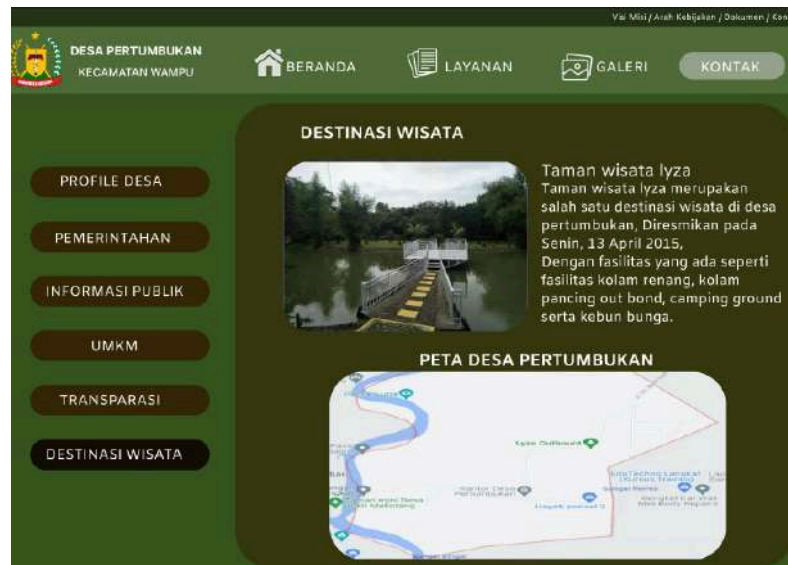 Visi Misi / Arah Kebijakan / Dokumen / Kon
DESA PERTUMBUKAN
KECAMATAN WAMPU
BERANDA
LAYANAN
GALERI
KONTAK
DESTINASI WISATA
PROFILE DESA
PEMERINTAHAN
INFORMASI PUBLIK
UMKM
TRANSPARASI
DESTINASI WISATA
Taman wisata lyza
Taman wisata lyza merupakan
salah satu destinasi wisata di desa
pertumbukan, Diresmikan pada
Senin, 13 April 2015,
Dengan fasilitas yang ada seperti
fasilitas kolam renang, kolam
pancing out bond, camping ground
serta kebun bunga.
PETA DESA PERTUMBUKAN
Lyza Outbound
Kantor Desa
Pertumbukan